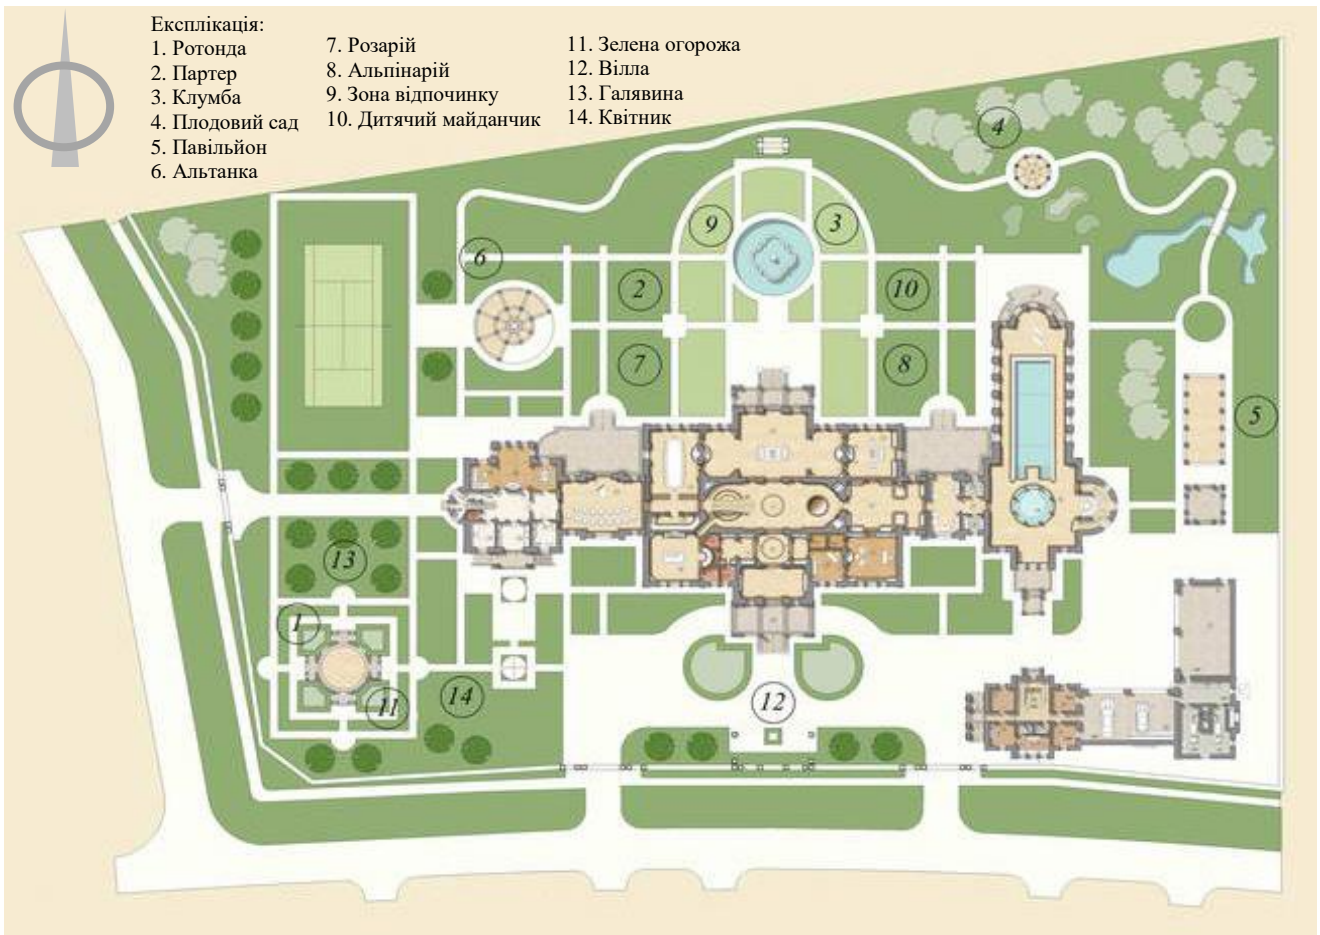 Експлікація:
1. Ротонда
2. Партер
3. Клумба
4. Плодовий сад
5. Павільйон
6. Альтанка
7. Розарій
8. Альпінарій
9. Зона відпочинку
10. Дитячий майданчик
11. Зелена огорожа
12. Вілла
13. Галявина
14. Квітник
4
9
3
6
2
10
7
8
5
13
1
11
14
12